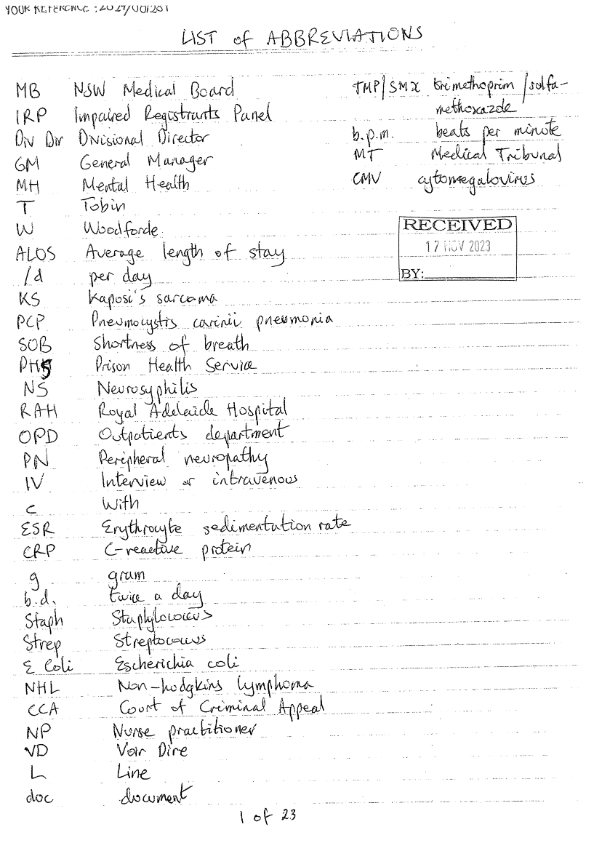 YOUR REFERENCE: 2021/00120
LIST of ABBREVIATIONS
MB NSW Medical Board
IRP Impaired Registrants Panel
Div Dir Divisional Director
GM General Manager
MH Mental Health
T Tobin
W Woodforde
ALOS Average length of stay
/d per day
KS Kaposi's sarcoma
PCP Pneumocystis carinii pneumonia
SOB Shortness of breath
PHS Prison Health Service
NS Neurosyphilis
RAH Royal Adelaide Hospital
OPD Outpatients department
PN Peripheral neuropathy
IV Interview or intravenous
c With
ESR Erythrocyte sedimentation rate
CRP C-reactive protein
g gram
b.d. twice a day
Staph Staphylococcus
Strep Streptococcus
E Coli Escherichia coli
NHL Non-hodgkins lymphoma
CCA Court of Criminal Appeal
NP Nurse practitioner
VD Voir Dire
L Line
doc document
TMP/SMX trimethoprim/solfa-
methoxazde
b.p.m. beats per minute
MT Medical Tribunal
CMV cytomegalovirus
RECEIVED
17 NOV 2023
BY:
1 of 23